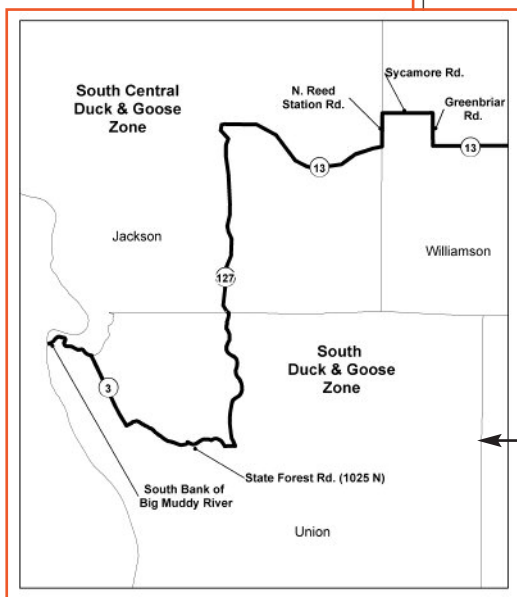 South Central
Duck & Goose
Zone
N. Reed
Station Rd.
Sycamore Rd.
Greenbriar
Rd.
13
13
Jackson
Williamson
127
South
Duck & Goose
Zone
3
State Forest Rd. (1025 N)
South Bank of
Big Muddy River
Union